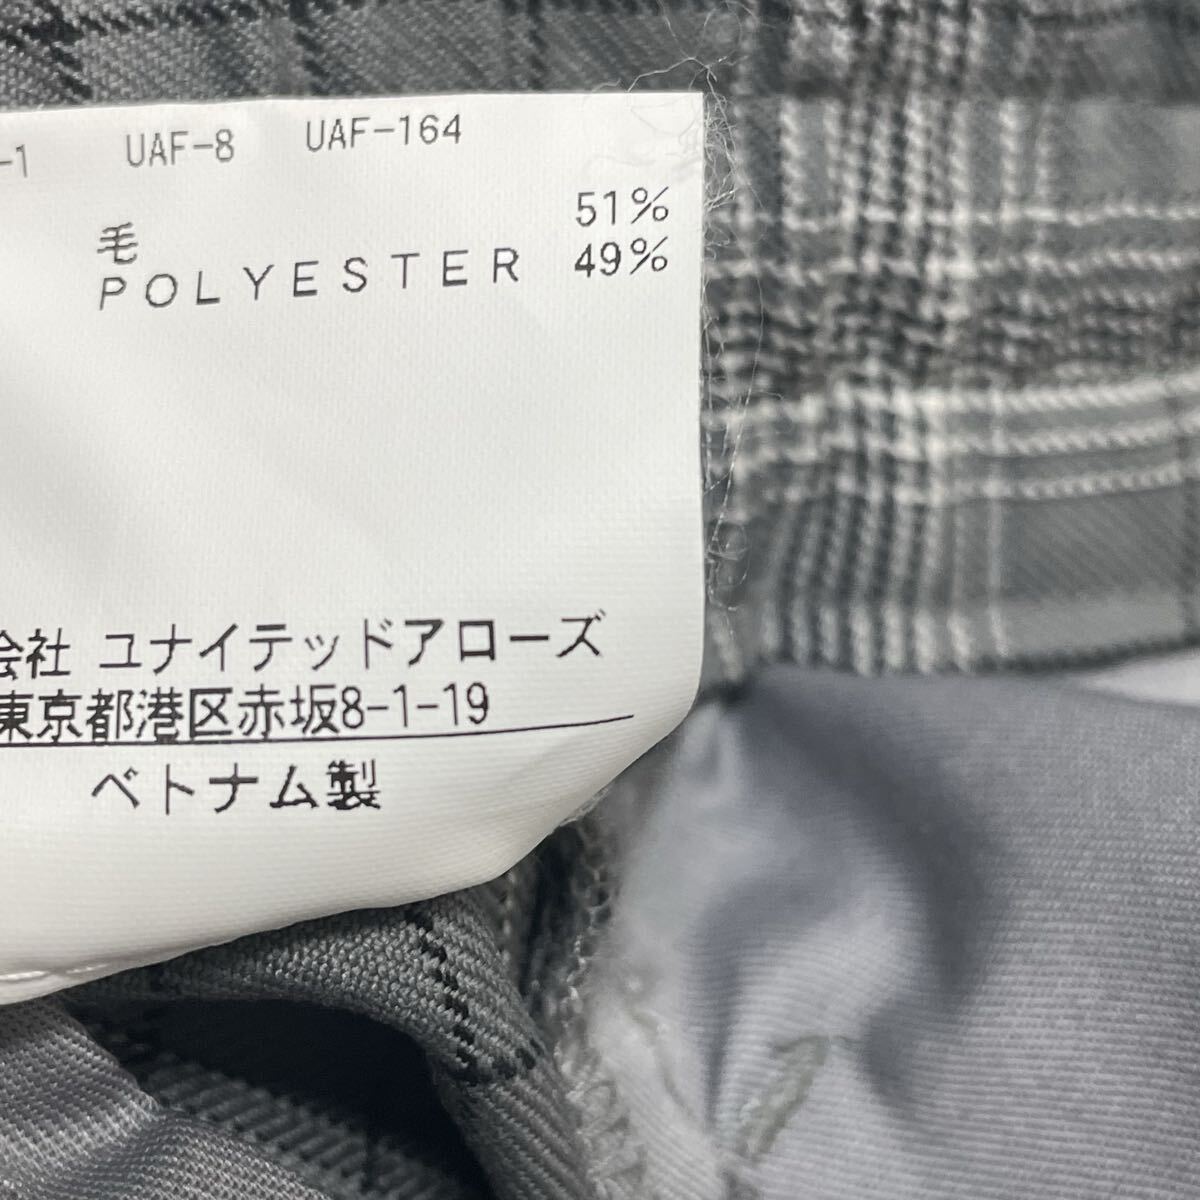 -1 UAF-8 UAF-164
毛 51%
POLYESTER 49%
会社 ユナイテッドアローズ
東京都港区赤坂8-1-19
ベトナム製